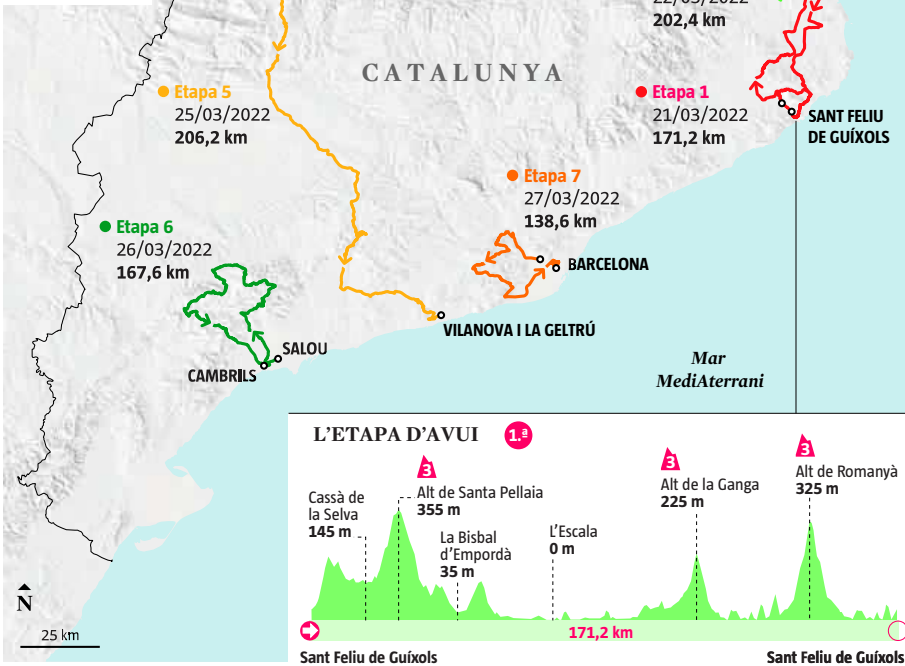 22/03/2022
202,4 km
CATALUNYA
Etapa 5
25/03/2022
206,2 km
Etapa 1
21/03/2022
171,2 km
SANT FELIU
DE GUÍXOLS
Etapa 7
27/03/2022
138,6 km
Etapa 6
26/03/2022
167,6 km
BARCELONA
VILANOVA I LA GELTRÚ
SALOU
CAMBRILS
Mar
MediAterrani
L'ETAPA D'AVUI 1.ª
3
Alt de Santa Pellaia
355 m
3
Alt de la Ganga
225 m
3
Alt de Romanyà
325 m
Cassà de
la Selva
145 m
La Bisbal
d'Empordà
35 m
L'Escala
0 m
N
25 km
171,2 km
Sant Feliu de Guíxols
Sant Feliu de Guíxols